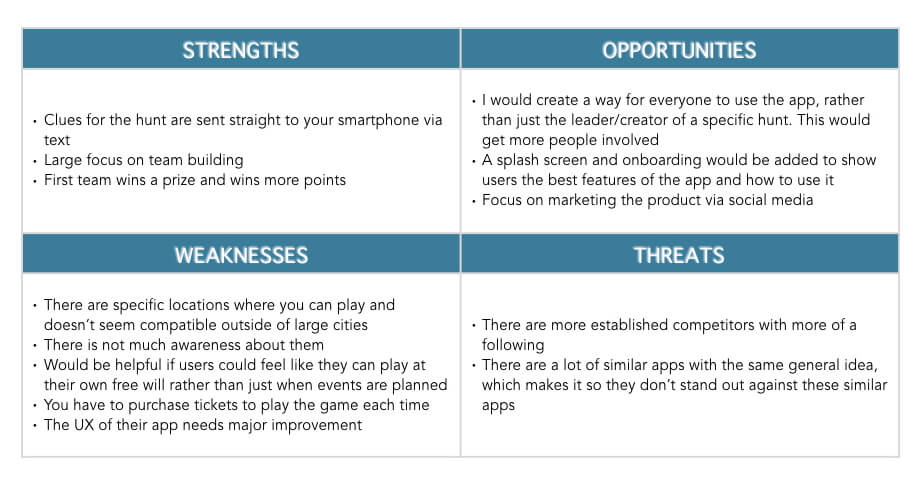 STRENGTHS
• Clues for the hunt are sent straight to your smartphone via
text
• Large focus on team building
• First team wins a prize and wins more points
OPPORTUNITIES
• I would create a way for everyone to use the app, rather
than just the leader/creator of a specific hunt. This would
get more people involved
• A splash screen and onboarding would be added to show
users the best features of the app and how to use it
• Focus on marketing the product via social media
WEAKNESSES
• There are specific locations where you can play and
doesn’t seem compatible outside of large cities
• There is not much awareness about them
• Would be helpful if users could feel like they can play at
their own free will rather than just when events are planned
• You have to purchase tickets to play the game each time
• The UX of their app needs major improvement
THREATS
• There are more established competitors with more of a
following
• There are a lot of similar apps with the same general idea,
which makes it so they don’t stand out against these similar
apps